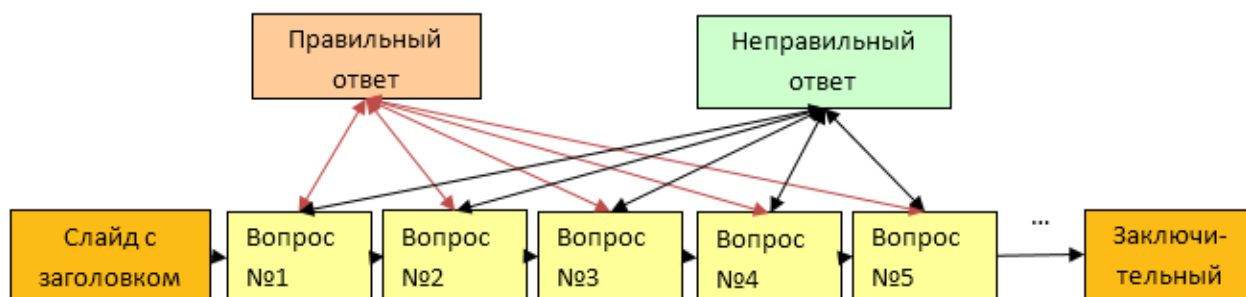 Правильный
ответ
Неправильный
ответ
Слайд с
заголовком
Вопрос
№1
Вопрос
№2
Вопрос
№3
Вопрос
№4
Вопрос
№5
...
Заключи-
тельный